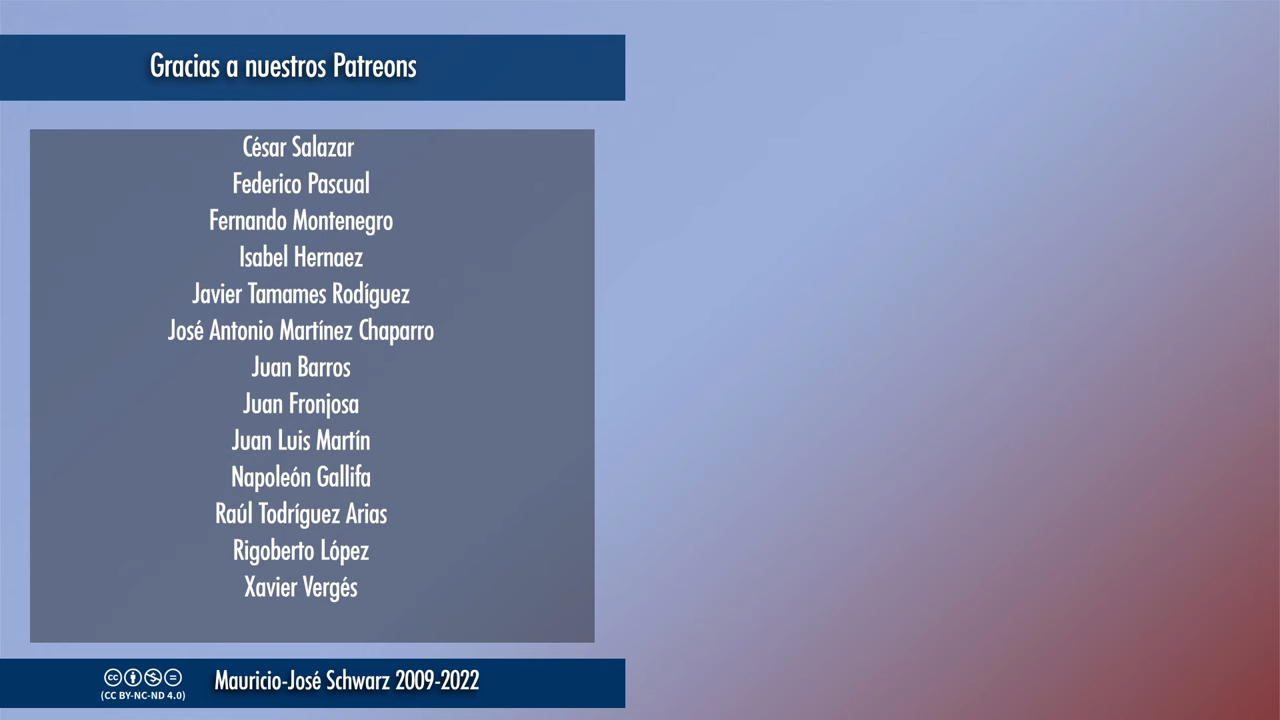 Gracias a nuestros Patreons
César Salazar
Federico Pascual
Fernando Montenegro
Isabel Hernaez
Javier Tamames Rodíguez
José Antonio Martínez Chaparro
Juan Barros
Juan Fronjosa
Juan Luis Martín
Napoleón Gallifa
Raúl Todríguez Arias
Rigoberto López
Xavier Vergés
(CC BY-NC-ND 4.0)
Mauricio-José Schwarz 2009-2022